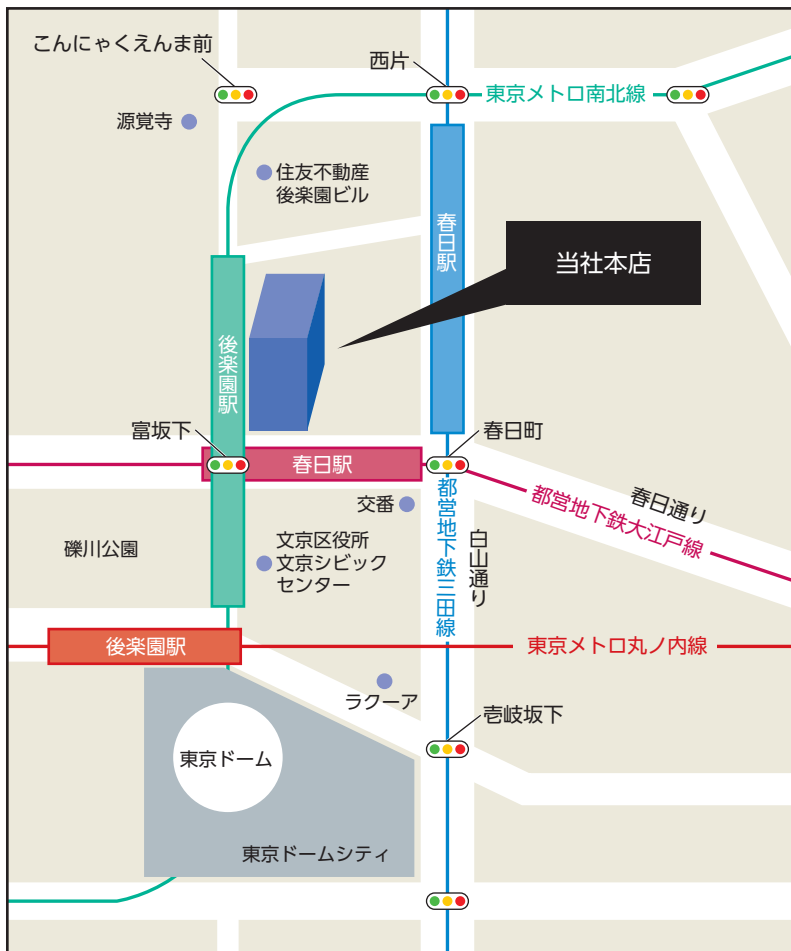 こんにゃくえんま前
西片
東京メトロ南北線
源覚寺
住友不動産
後楽園ビル
春日駅
当社本店
後楽園駅
富坂下
春日町
春日駅
交番
都営地下鉄三田線
白山通り
春日通り
都営地下鉄大江戸線
礫川公園
文京区役所
文京シビック
センター
後楽園駅
東京メトロ丸ノ内線
ラクーア
壱岐坂下
東京ドーム
東京ドームシティ